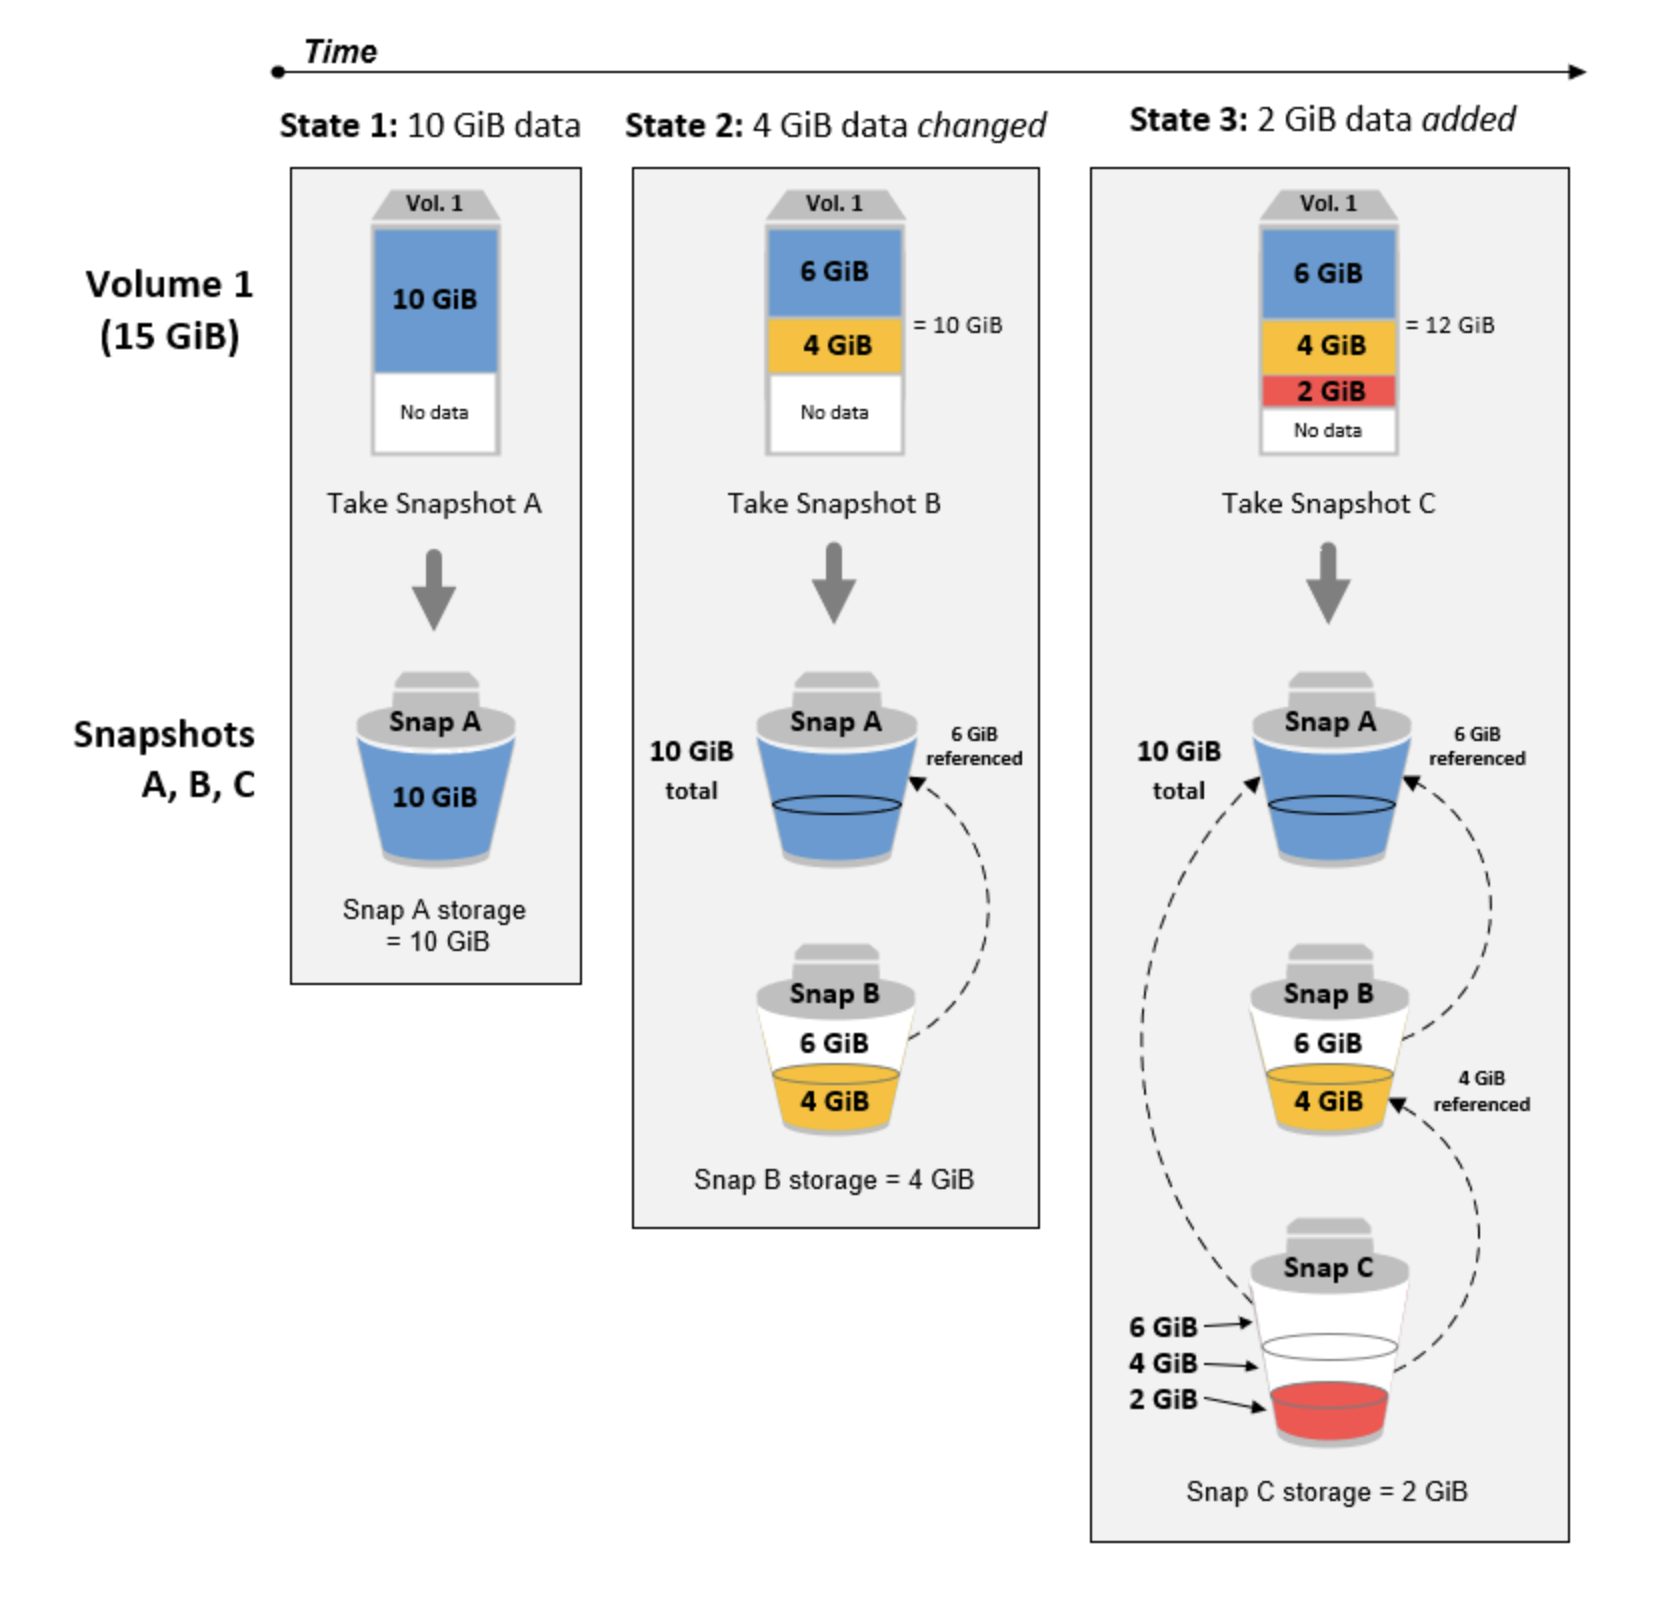 Time
State 1: 10 GiB data
State 2: 4 GiB data changed
State 3: 2 GiB data added
Volume 1
(15 GiB)
Vol. 1
10 GiB
No data
Take Snapshot A
Vol. 1
6 GiB
4 GiB
= 10 GiB
No data
Take Snapshot B
Vol. 1
6 GiB
4 GiB
= 12 GiB
2 GiB
No data
Take Snapshot C
Snapshots
A, B, C
Snap A
10 GiB
Snap A storage
= 10 GiB
Snap A
10 GiB
total
6 GiB
referenced
Snap B
6 GiB
4 GiB
Snap B storage = 4 GiB
Snap A
10 GiB
total
6 GiB
referenced
Snap B
6 GiB
4 GiB
4 GiB
referenced
Snap C
6 GiB
4 GiB
2 GiB
Snap C storage = 2 GiB